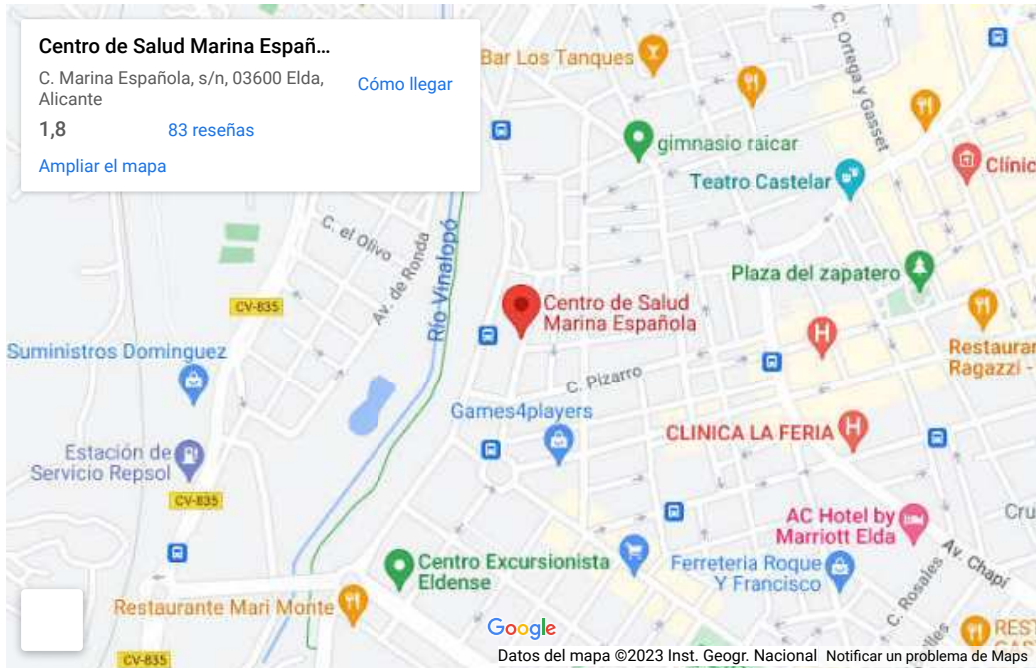 Centro de Salud Marina Españ...
C. Marina Española, s/n, 03600 Elda,
Alicante
Cómo llegar
1,8
83 reseñas
Ampliar el mapa
Bar Los Tanques
C. Ortega y Gasset
gimnasio raicar
Clínic
Teatro Castelar
C. el Olivo
Av. de Ronda
Río Vinalopó
Plaza del zapatero
CV-835
Centro de Salud
Marina Española
Suministros Dominguez
Restaurar
Ragazzi -
C. Pizarro
Games4players
CLINICA LA FERIA
Estación de
Servicio Repsol
CV-835
AC Hotel by
Marriott Elda
Cru
Av. Chapí
Centro Excursionista
Eldense
Ferreteria Roque
Y Francisco
C. Rosales
Restaurante Mari Monte
Google
REST
CV-835
Datos del mapa ©2023 Inst. Geogr. Nacional
Notificar un problema de Maps